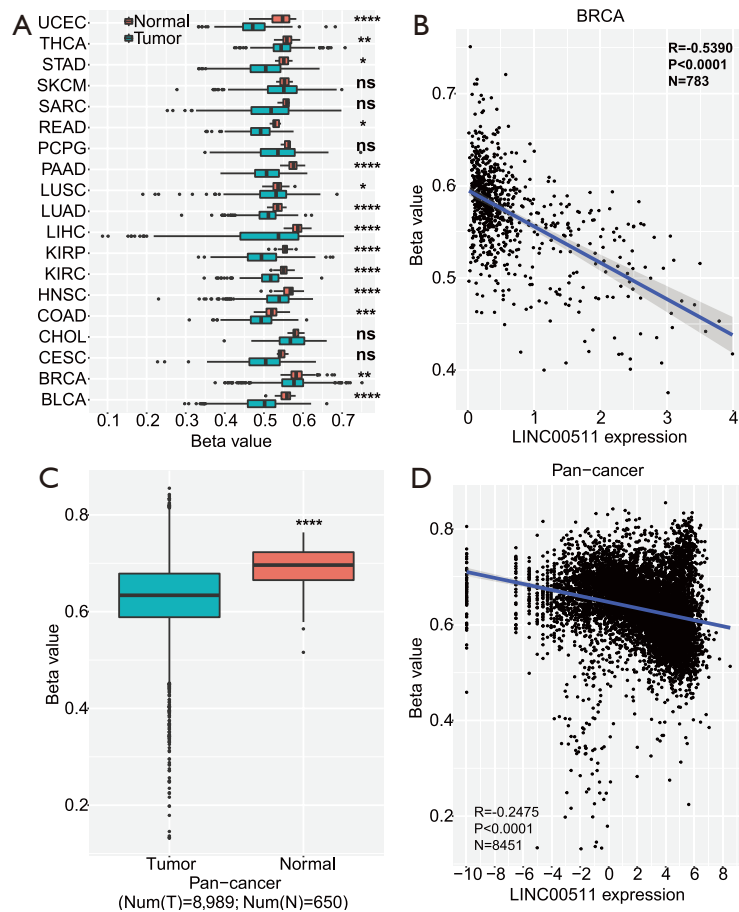 A
Normal
Tumor
UCEC ****
THCA **
STAD *
SKCM ns
SARC ns
READ *
PCPG ns
PAAD ****
LUSC *
LUAD ****
LIHC ****
KIRP ****
KIRC ****
HNSC ****
COAD ***
CHOL ns
CESC ns
BRCA **
BLCA ****
0.1 0.2 0.3 0.4 0.5 0.6 0.7
Beta value
B
BRCA
R=-0.5390
P<0.0001
N=783
0.7
0.6
0.5
0.4
Beta value
0 1 2 3 4
LINC00511 expression
C
****
0.8
0.6
0.4
0.2
Beta value
Tumor Normal
Pan-cancer
(Num(T)=8,989; Num(N)=650)
D
Pan-cancer
0.8
0.6
0.4
0.2
Beta value
R=-0.2475
P<0.0001
N=8451
-10 -8 -6 -4 -2 0 2 4 6 8
LINC00511 expression